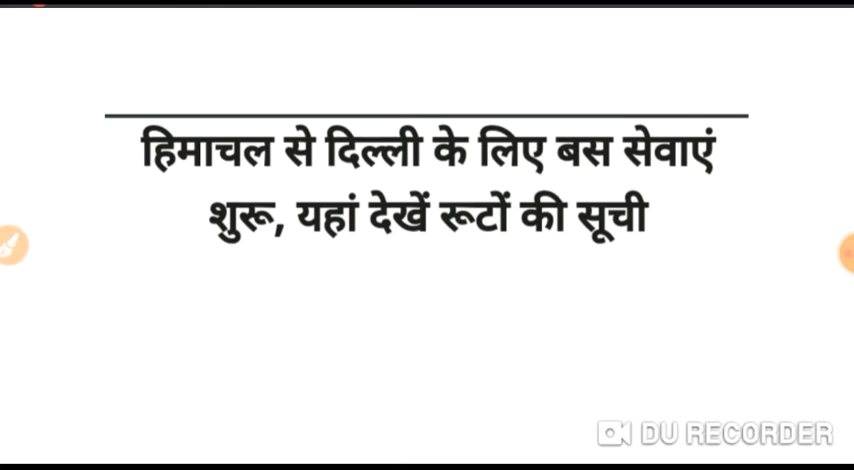 हिमाचल से दिल्ली के लिए बस सेवाएं
शुरू, यहां देखें रूटों की सूची
DU RECORDER